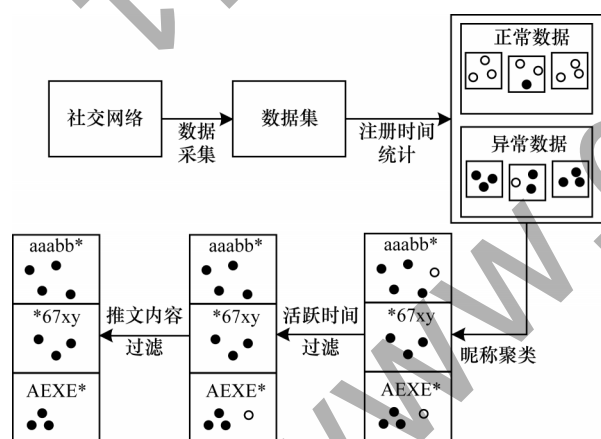 正常数据
社交网络
数据
采集
数据集
注册时间
统计
异常数据
aaabb*
*67xy
AEXE*
推文内容
过滤
aaabb*
*67xy
AEXE*
活跃时间
过滤
aaabb*
*67xy
AEXE*
昵称聚类